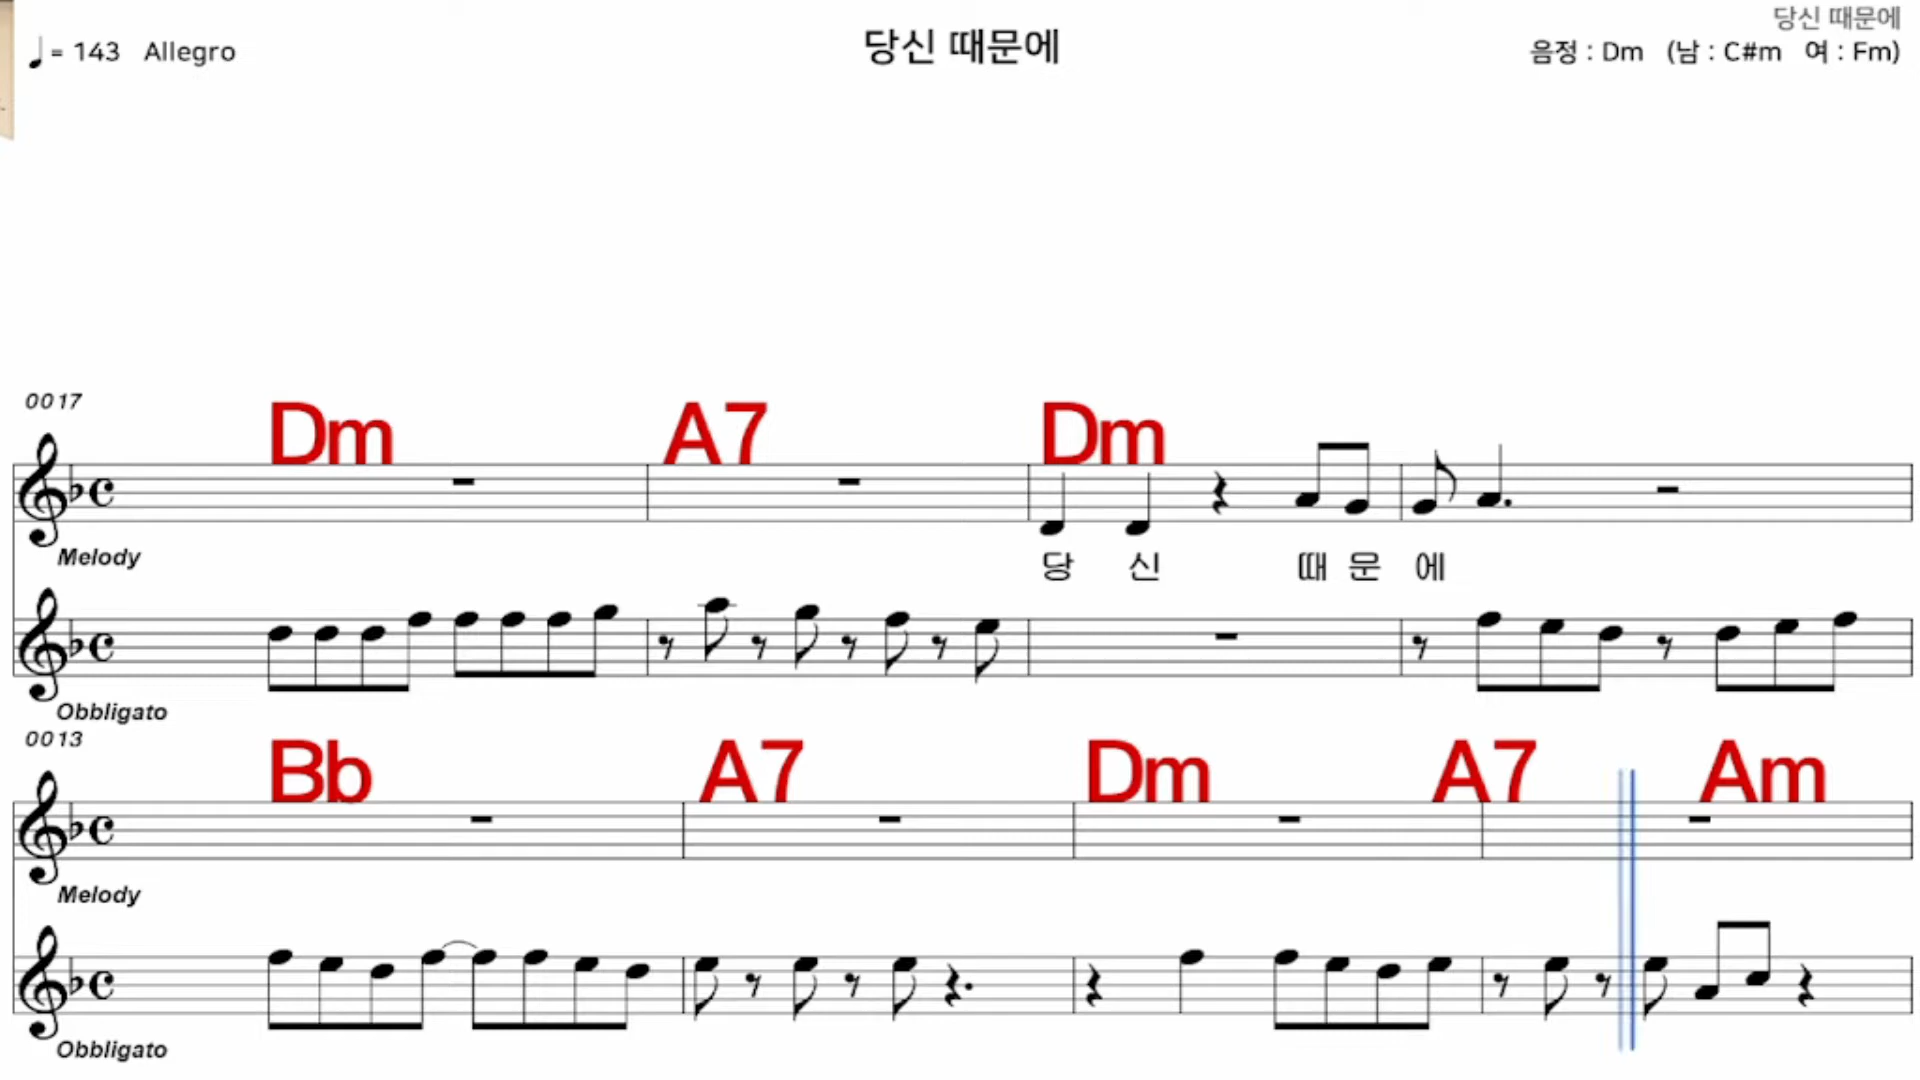 당신 때문에
♩= 143 Allegro
당신 때문에
음정 : Dm (남 : C#m 여 : Fm)
0017
Dm A7 Dm
Melody
당 신 때 문 에
Obbligato
0013
Bb A7 Dm A7 Am
Melody
Obbligato